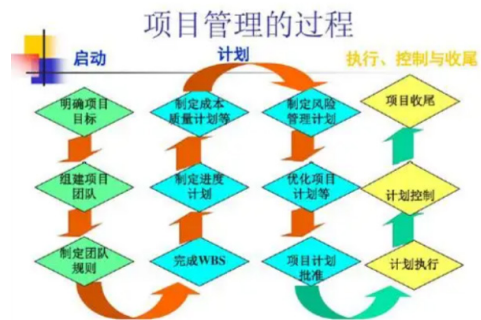 项目管理的过程
启动
计划
执行、控制与收尾
明确项目
目标
制定成本
质量计划等
制定风险
管理计划
项目收尾
组建项目
团队
制定进度
计划
优化项目
计划等
计划控制
制定团队
规则
完成WBS
项目计划
批准
计划执行